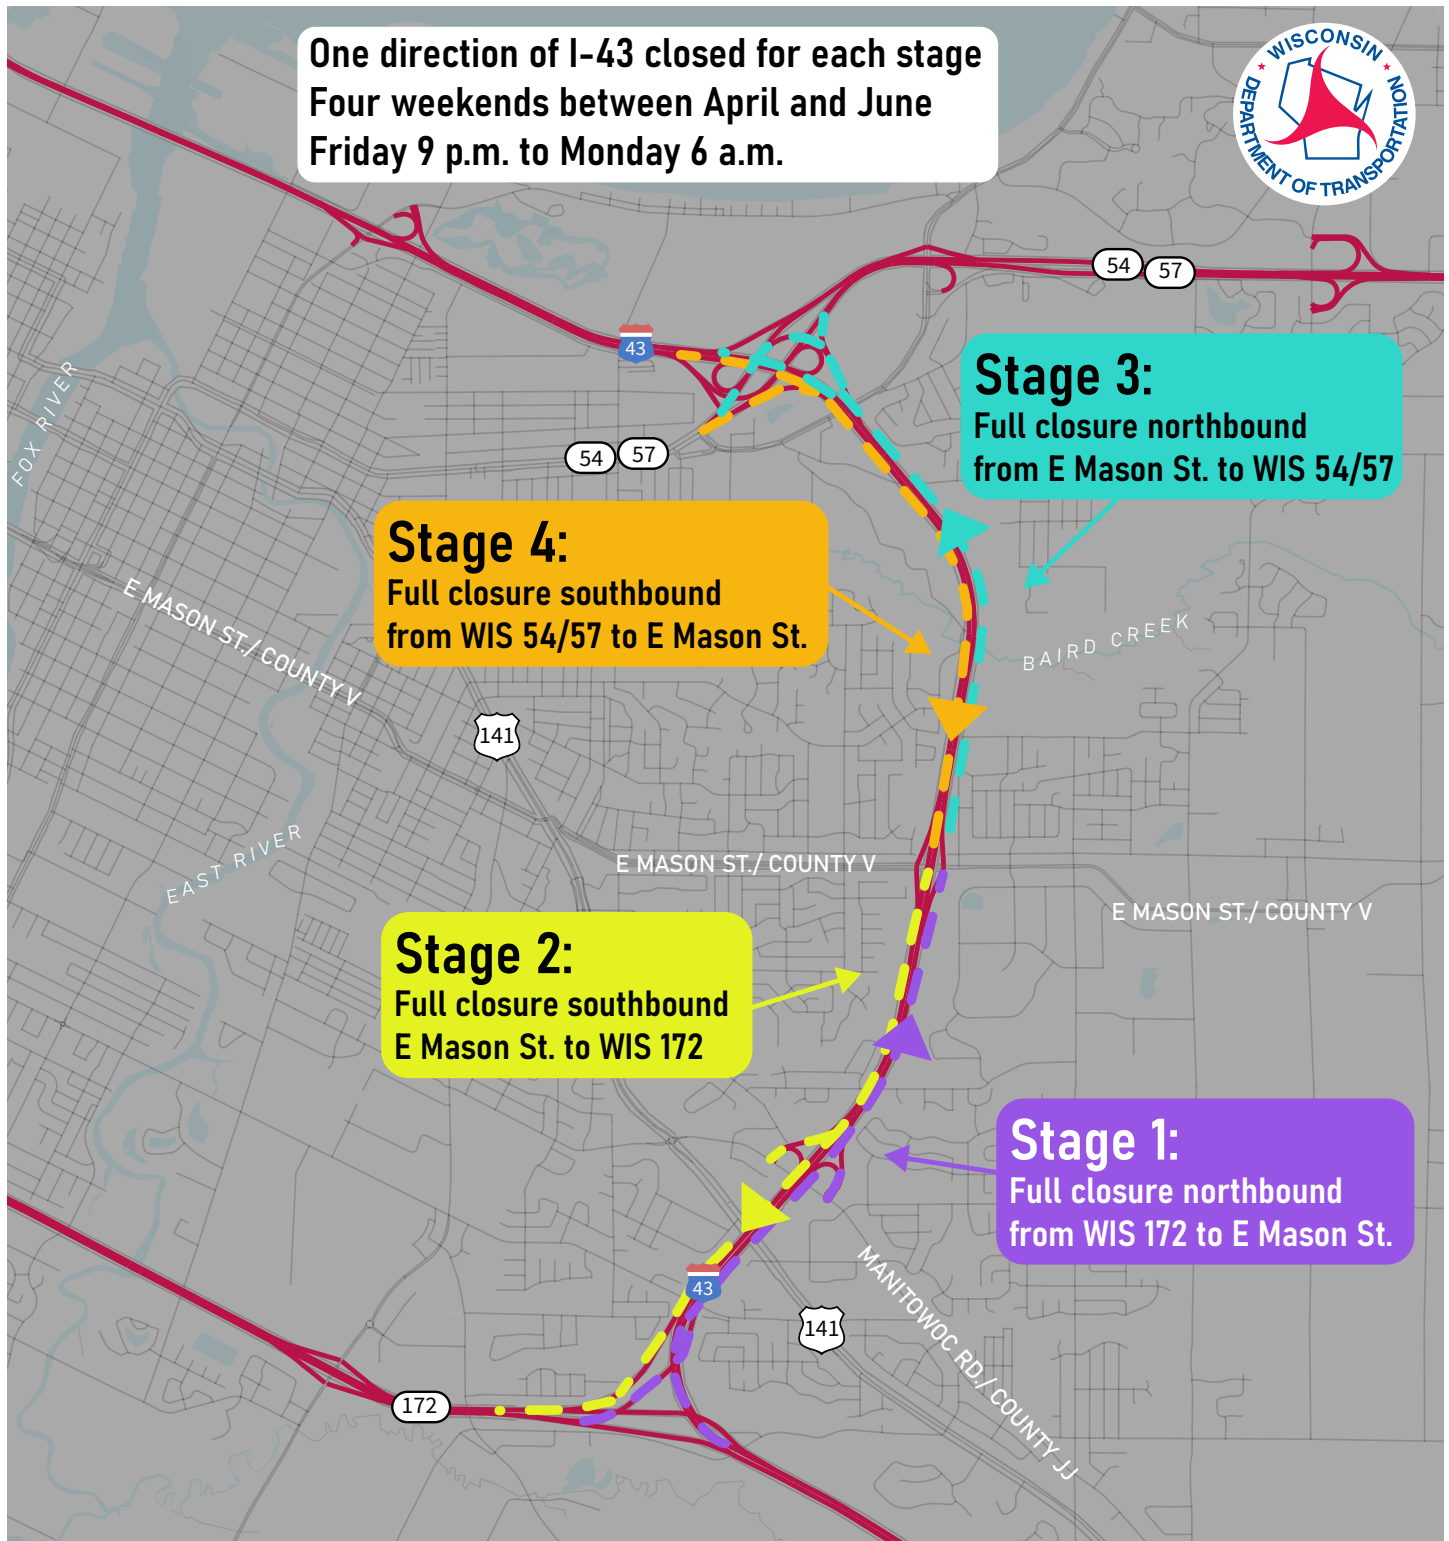 One direction of I-43 closed for each stage
Four weekends between April and June
Friday 9 p.m. to Monday 6 a.m.
WISCONSIN
DEPARTMENT OF TRANSPORTATION
54
57
43
Stage 3:
Full closure northbound
from E Mason St. to WIS 54/57
FOX RIVER
54
57
Stage 4:
Full closure southbound
from WIS 54/57 to E Mason St.
E MASON ST./ COUNTY V
BAIRD CREEK
141
EAST RIVER
E MASON ST./ COUNTY V
E MASON ST./ COUNTY V
Stage 2:
Full closure southbound
E Mason St. to WIS 172
Stage 1:
Full closure northbound
from WIS 172 to E Mason St.
43
141
MANITOWOC RD./ COUNTY JJ
172